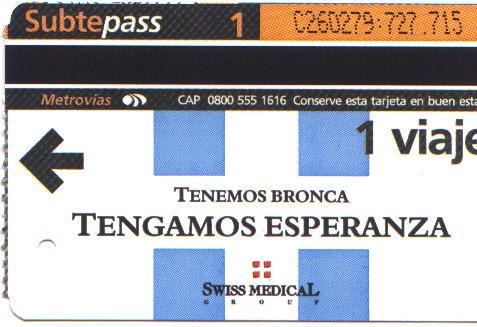 Subtepass 1 C260279·727.715
Metrovías CAP 0800 555 1616 Conserve esta tarjeta en buen esta
1 viaje
TENEMOS BRONCA
TENGAMOS ESPERANZA
SWISS MEDICAL
GROUP